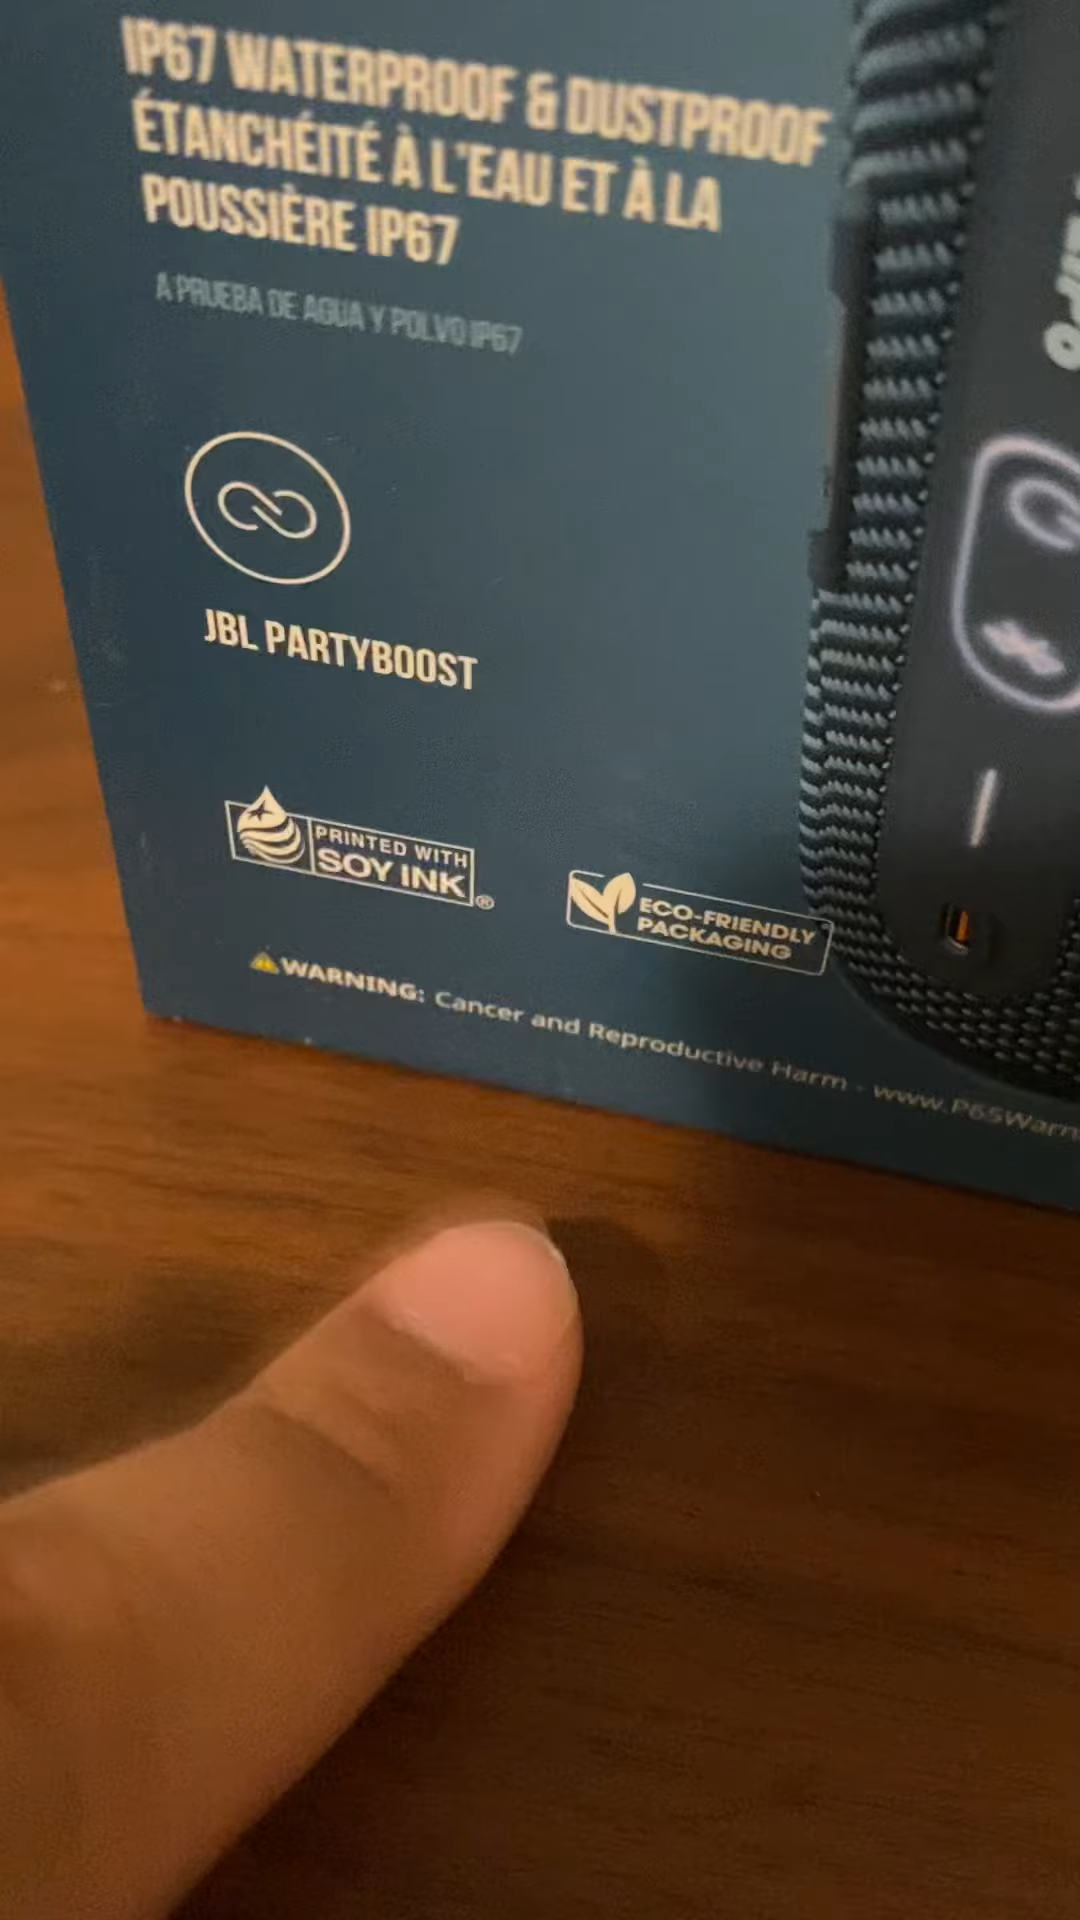 IP67 WATERPROOF & DUSTPROOF
ÉTANCHÉITÉ À L'EAU ET À LA
POUSSIÈRE IP67
A PRUEBA DE AGUA Y POLVO IP67
JBL PARTYBOOST
PRINTED WITH
SOY INK®
ECO-FRIENDLY
PACKAGING
WARNING: Cancer and Reproductive Harm - www.P65Warn